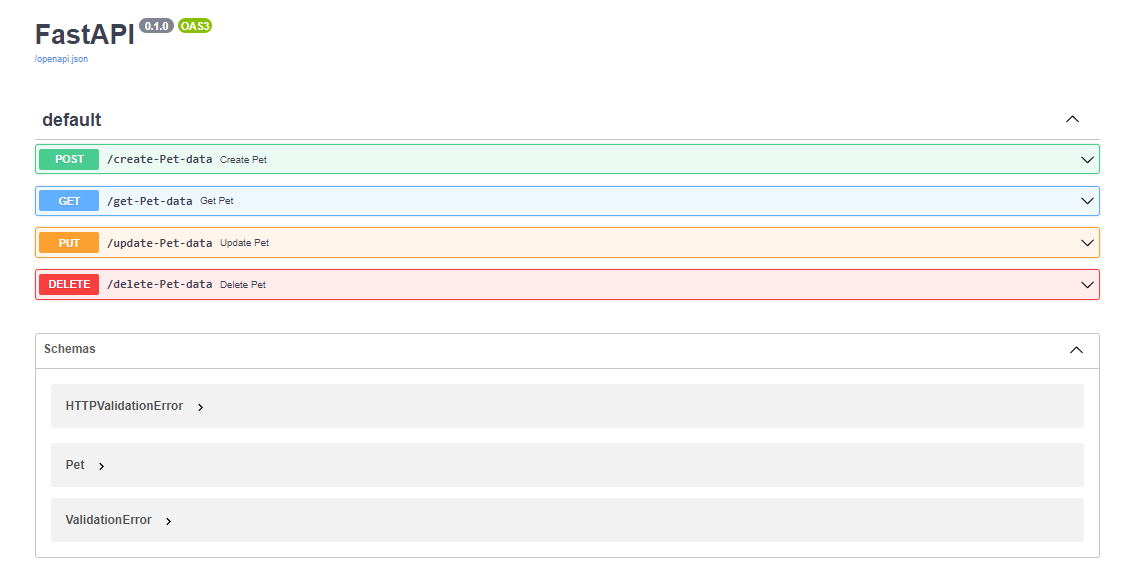 FastAPI 0.1.0 OAS3
/openapi.json
default
POST /create-Pet-data Create Pet
GET /get-Pet-data Get Pet
PUT /update-Pet-data Update Pet
DELETE /delete-Pet-data Delete Pet
Schemas
HTTPValidationError
Pet
ValidationError